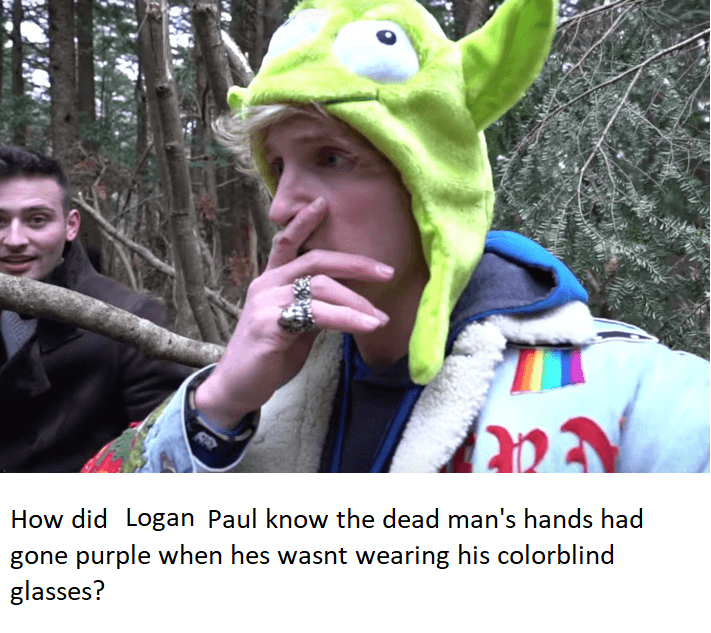 How did Logan Paul know the dead man's hands had
gone purple when hes wasnt wearing his colorblind
glasses?